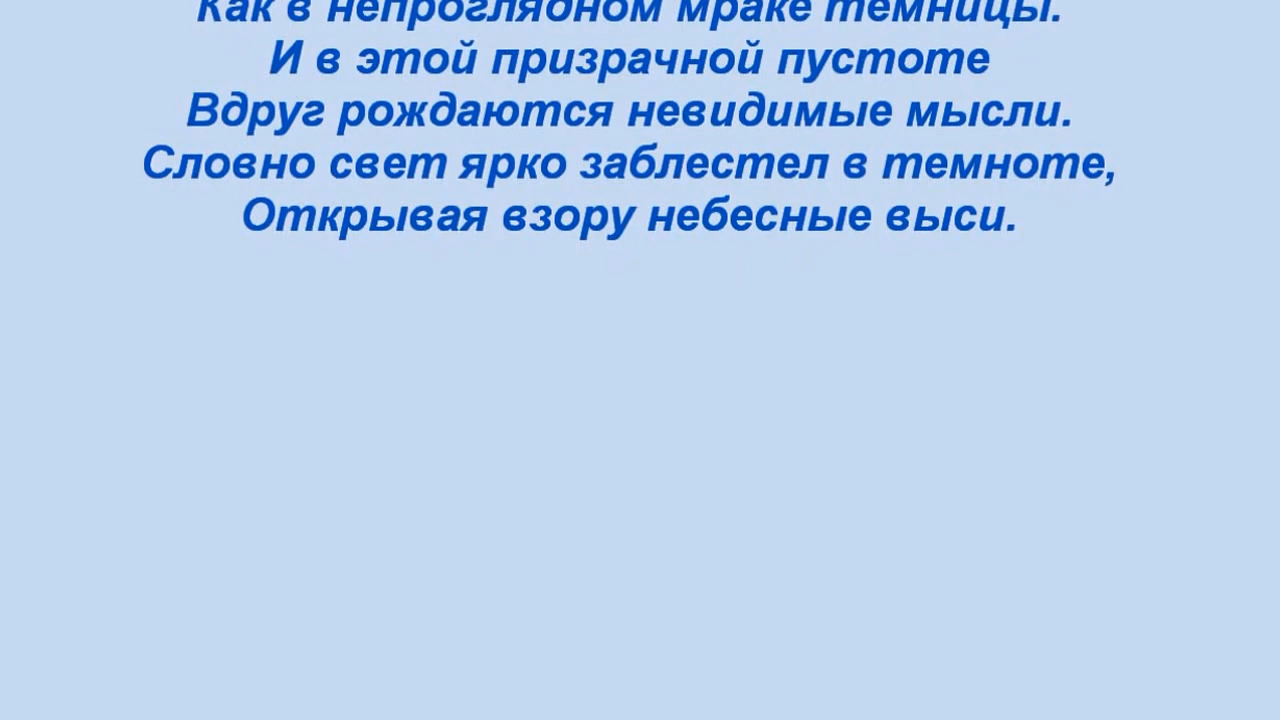 Как в непроглядном мраке темницы.
И в этой призрачной пустоте
Вдруг рождаются невидимые мысли.
Словно свет ярко заблестел в темноте,
Открывая взору небесные выси.